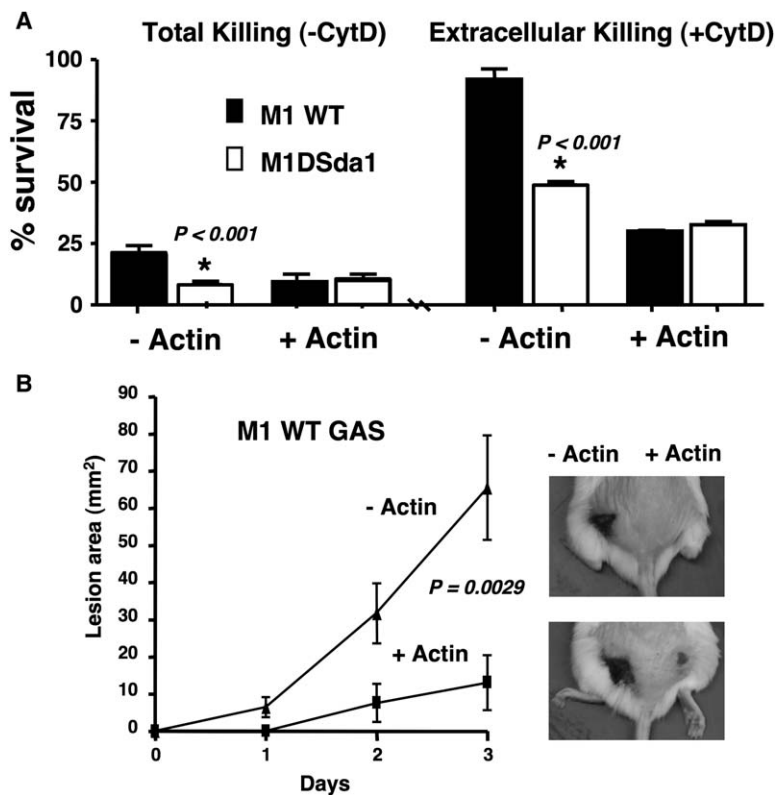 A
Total Killing (-CytD)
Extracellular Killing (+CytD)
% survival
100
75
50
25
0
M1 WT
M1DSda1
P < 0.001
*
P < 0.001
*
- Actin + Actin
- Actin + Actin
B
M1 WT GAS
Lesion area (mm²)
90
80
70
60
50
40
30
20
10
0
- Actin
P = 0.0029
+ Actin
0 1 2 3
Days
- Actin + Actin